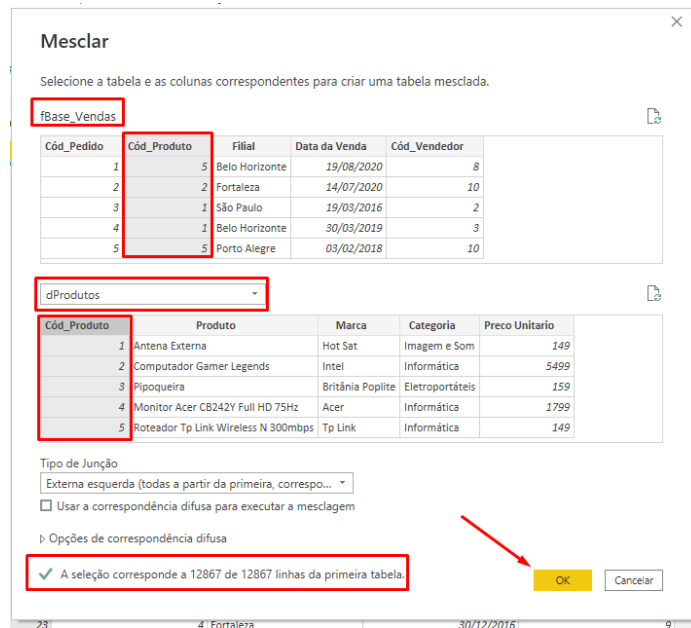 Mesclar
Selecione a tabela e as colunas correspondentes para criar uma tabela mesclada.
fBase_Vendas
Cód_Pedido Cód_Produto Filial Data da Venda Cód_Vendedor
1 5 Belo Horizonte 19/08/2020 8
2 2 Fortaleza 14/07/2020 10
3 1 São Paulo 19/03/2016 2
4 1 Belo Horizonte 30/03/2019 3
5 5 Porto Alegre 03/02/2018 10
dProdutos
Cód_Produto Produto Marca Categoria Preco Unitario
1 Antena Externa Hot Sat Imagem e Som 149
2 Computador Gamer Legends Intel Informática 5499
3 Pipoqueira Britânia Poplite Eletroportáteis 159
4 Monitor Acer CB242Y Full HD 75Hz Acer Informática 1799
5 Roteador Tp Link Wireless N 300mbps Tp Link Informática 149
Tipo de Junção
Externa esquerda (todas a partir da primeira, correspo...
Usar a correspondência difusa para executar a mesclagem
Opções de correspondência difusa
A seleção corresponde a 12867 de 12867 linhas da primeira tabela.
OK Cancelar
23 4 Fortaleza 30/12/2016 9